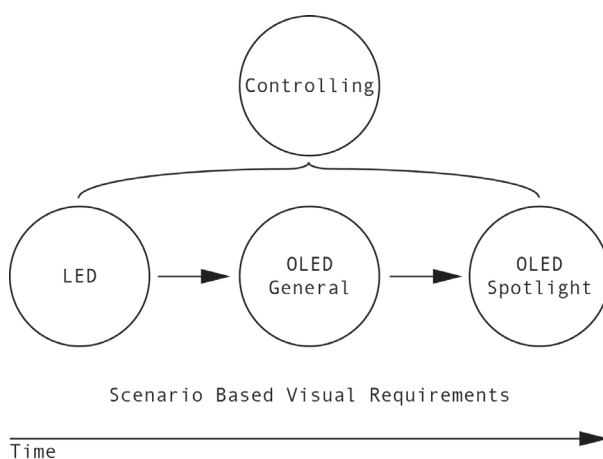 Controlling
LED
OLED
General
OLED
Spotlight
Scenario Based Visual Requirements
Time